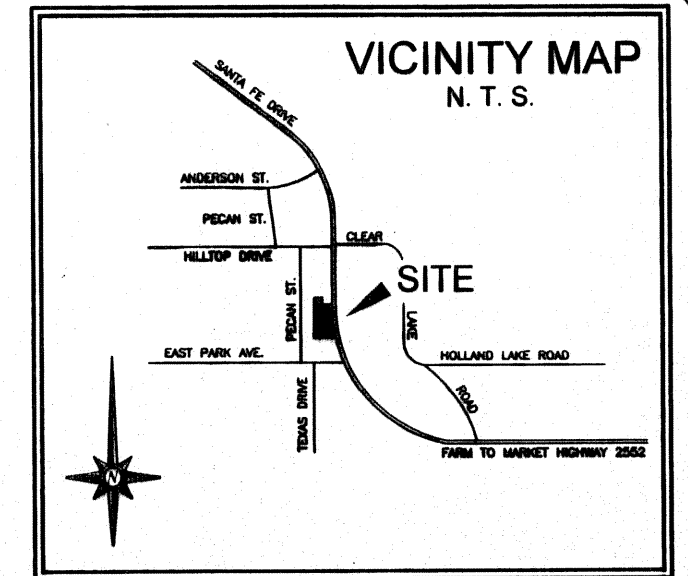 VICINITY MAP
N. T. S.
SANTA FE DRIVE
ANDERSON ST.
PECAN ST.
CLEAR
HILLTOP DRIVE
SITE
PECAN ST.
LAKE
EAST PARK AVE.
HOLLAND LAKE ROAD
ROAD
TEXAS DRIVE
FARM TO MARKET HIGHWAY 2552
N